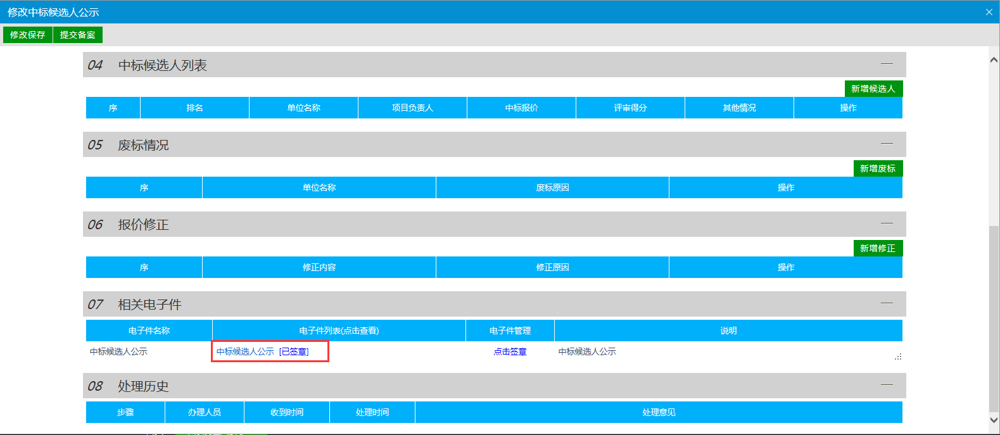 修改中标候选人公示
修改保存 提交备案
04 中标候选人列表
新增候选人
序 排名 单位名称 项目负责人 中标报价 评审得分 其他情况 操作
05 废标情况
新增废标
序 单位名称 废标原因 操作
06 报价修正
新增修正
序 修正内容 修正原因 操作
07 相关电子件
电子件名称 电子件列表(点击查看) 电子件管理 说明
中标候选人公示 中标候选人公示 [已签章] 点击签章 中标候选人公示
08 处理历史
步骤 办理人员 收到时间 处理时间 处理意见